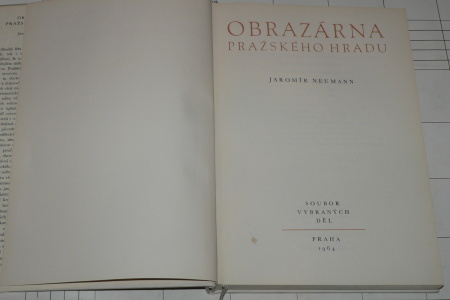 OBRAZÁRNA
PRAŽSKÉHO HRADU
JAROMÍR NEUMANN
SOUBOR
VYBRANÝCH
DĚL
PRAHA
1964